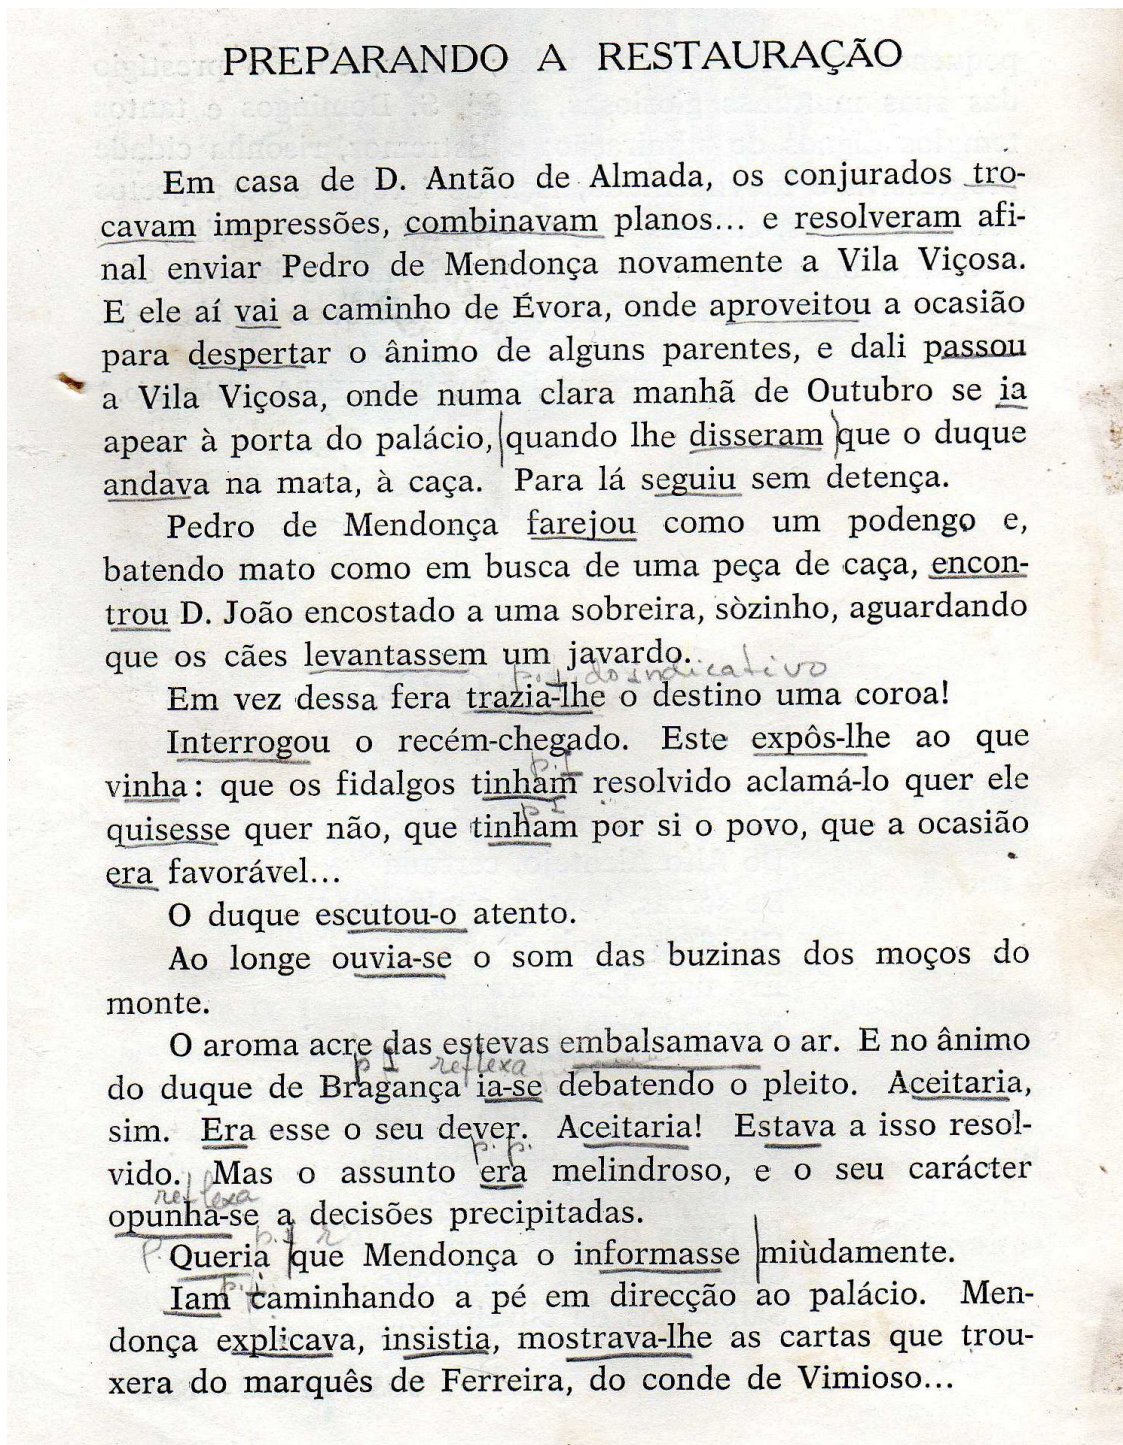 PREPARANDO A RESTAURAÇÃO
Em casa de D. Antão de Almada, os conjurados tro-
cavam impressões, combinavam planos... e resolveram afi-
nal enviar Pedro de Mendonça novamente a Vila Viçosa.
E ele aí vai a caminho de Évora, onde aproveitou a ocasião
para despertar o ânimo de alguns parentes, e dali passou
a Vila Viçosa, onde numa clara manhã de Outubro se ia
apear à porta do palácio, quando lhe disseram que o duque
andava na mata, à caça. Para lá seguiu sem detença.
Pedro de Mendonça farejou como um podengo e,
batendo mato como em busca de uma peça de caça, encon-
trou D. João encostado a uma sobreira, sòzinho, aguardando
que os cães levantassem um javardo.
p. I. do indicativo
Em vez dessa fera trazia-lhe o destino uma coroa!
Interrogou o recém-chegado. Este expôs-lhe ao que
p. I
vinha: que os fidalgos tinham resolvido aclamá-lo quer ele
p I
quisesse quer não, que tinham por si o povo, que a ocasião
era favorável...
O duque escutou-o atento.
Ao longe ouvia-se o som das buzinas dos moços do
monte.
O aroma acre das estevas embalsamava o ar. E no ânimo
p I reflexa
do duque de Bragança ia-se debatendo o pleito. Aceitaria,
sim. Era esse o seu dever. Aceitaria! Estava a isso resol-
p. p.
vido. Mas o assunto era melindroso, e o seu carácter
reflexa
opunha-se a decisões precipitadas.
Queria que Mendonça o informasse miùdamente.
Iam caminhando a pé em direcção ao palácio. Men-
donça explicava, insistia, mostrava-lhe as cartas que trou-
xera do marquês de Ferreira, do conde de Vimioso...